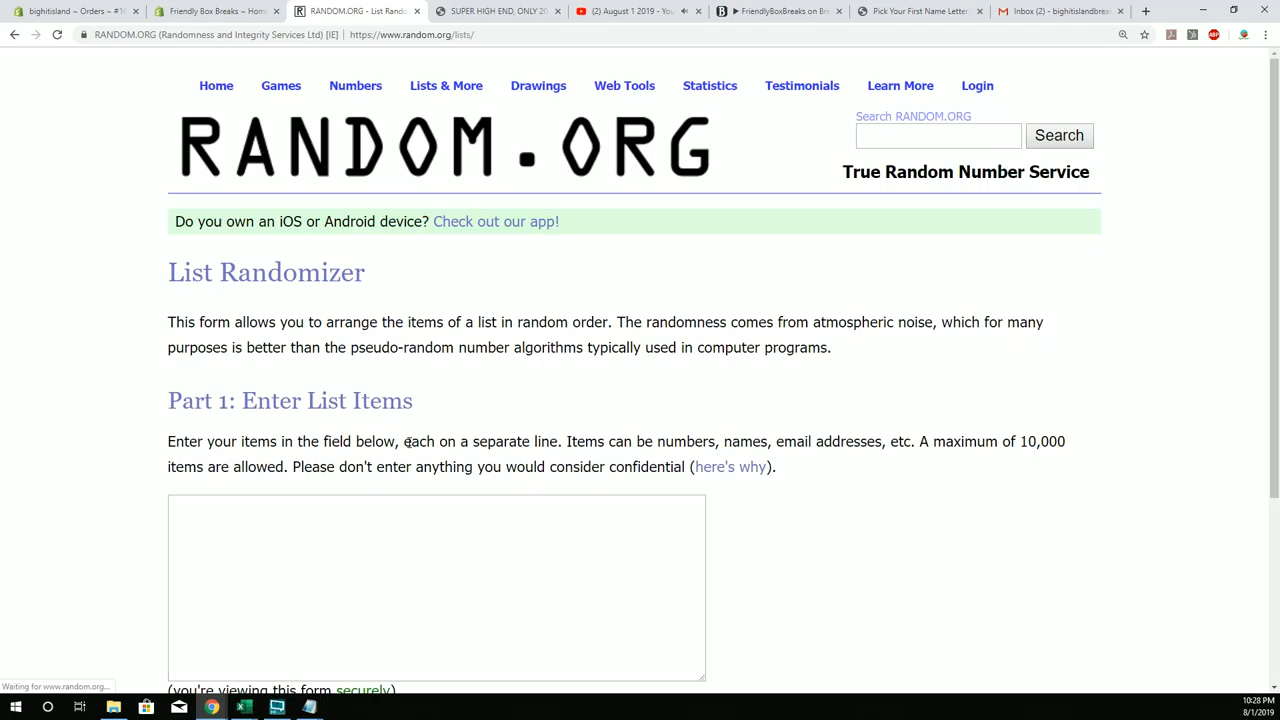 bighitisland ~ Orders ~ #1
Friendly Box Breaks ~ Hom
RANDOM.ORG - List Rando
SUPER HIGH END, ONLY 20
(2) August 1 2019 - You
FriendlyBoxBreaks on Bre
Pick Your First Name Letter
Inbox (2) - bighitislandbrea
RANDOM.ORG (Randomness and Integrity Services Ltd) [IE] | https://www.random.org/lists/
Home Games Numbers Lists & More Drawings Web Tools Statistics Testimonials Learn More Login
RANDOM.ORG
Search RANDOM.ORG
Search
True Random Number Service
Do you own an iOS or Android device? Check out our app!
List Randomizer
This form allows you to arrange the items of a list in random order. The randomness comes from atmospheric noise, which for many
purposes is better than the pseudo-random number algorithms typically used in computer programs.
Part 1: Enter List Items
Enter your items in the field below, each on a separate line. Items can be numbers, names, email addresses, etc. A maximum of 10,000
items are allowed. Please don't enter anything you would consider confidential (here's why).
(you're viewing this form securely)
Waiting for www.random.org...
10:28 PM
8/1/2019